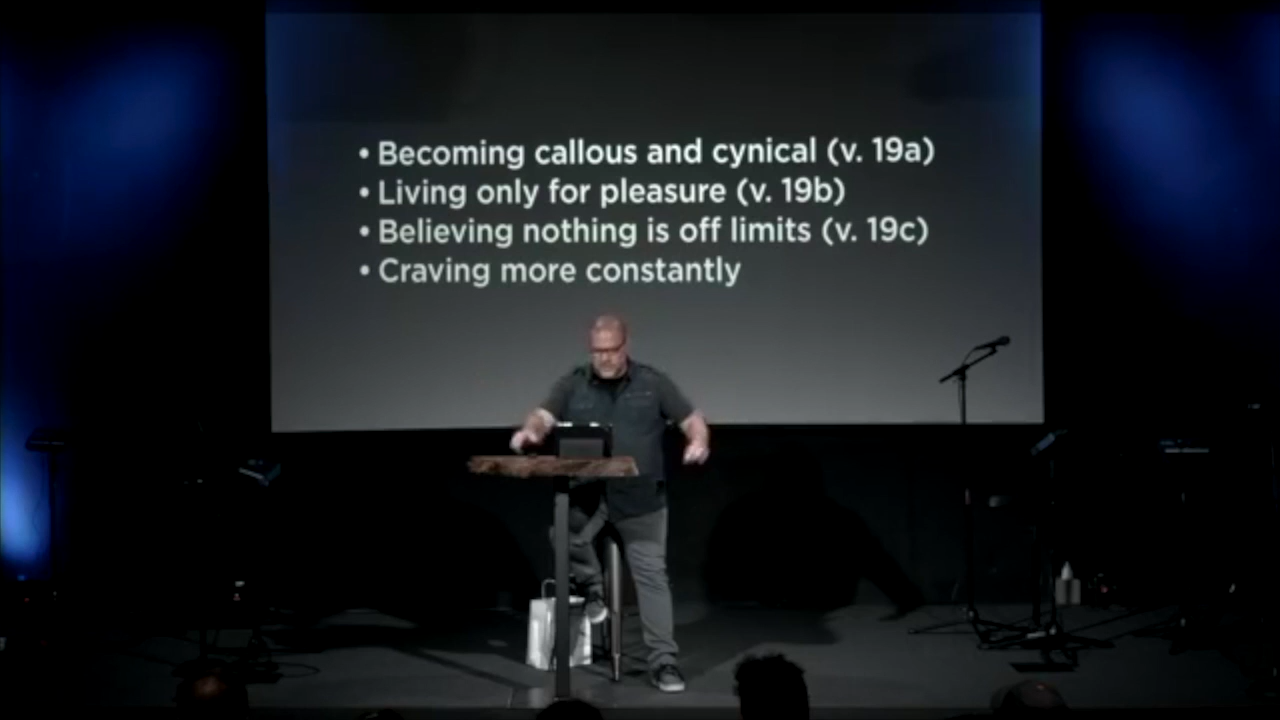 • Becoming callous and cynical (v. 19a)
• Living only for pleasure (v. 19b)
• Believing nothing is off limits (v. 19c)
• Craving more constantly